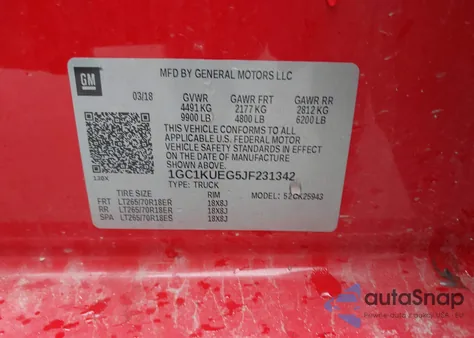 GM
MFD BY GENERAL MOTORS LLC
03/18 GVWR GAWR FRT GAWR RR
4491 KG 2177 KG 2812 KG
9900 LB 4800 LB 6200 LB
THIS VEHICLE CONFORMS TO ALL
APPLICABLE U.S. FEDERAL MOTOR
VEHICLE SAFETY STANDARDS IN EFFECT
ON THE DATE OF MANUFACTURE SHOWN ABOVE.
1GC1KUEG5JF231342
TYPE: TRUCK MODEL: 52CK25943
TIRE SIZE RIM
FRT LT265/70R18ER 18X8J
RR LT265/70R18ER 18X8J
SPA LT265/70R18ES 18X8J
autoSnap